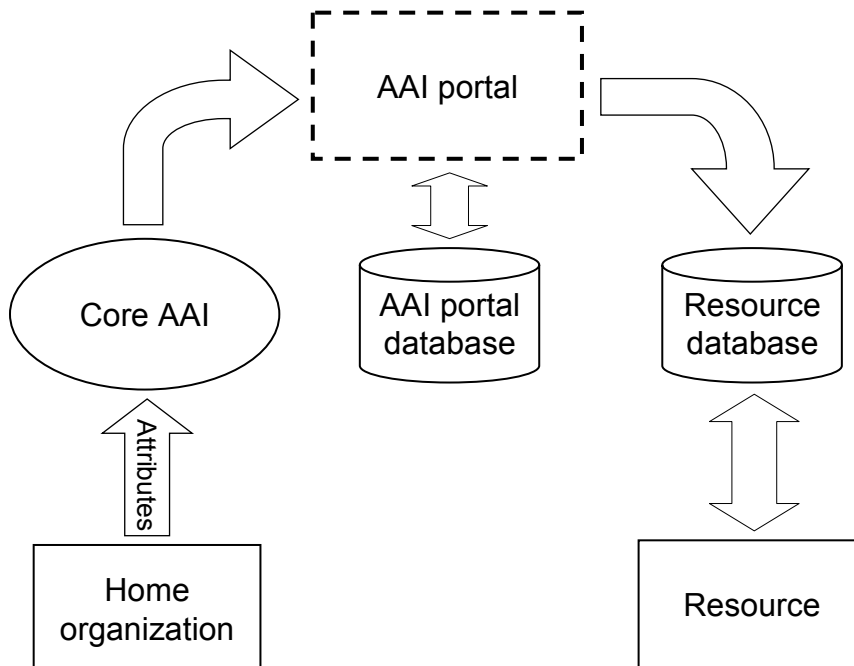 AAI portal
Core AAI
AAI portal
database
Resource
database
Attributes
Home
organization
Resource